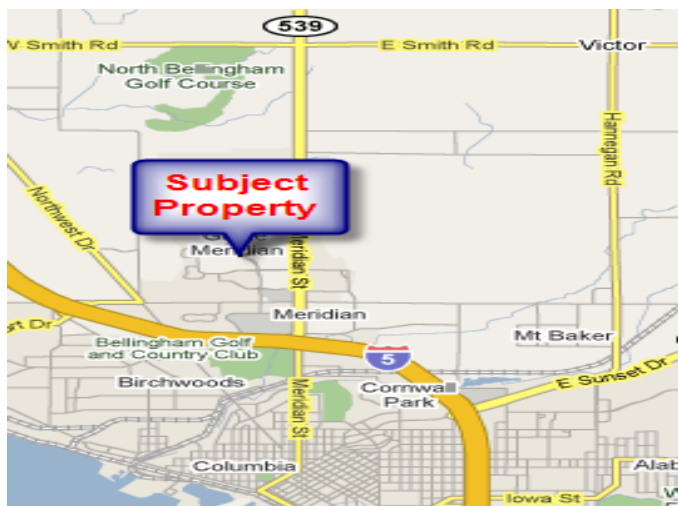 539
W Smith Rd
E Smith Rd
Victor
North Bellingham
Golf Course
Hannegan Rd
Northwest Dr
Subject
Property
Meridian
Meridian St
Meridian
Bellingham Golf
and Country Club
Mt Baker
5
Birchwoods
Cornwall
Park
E Sunset Dr
Meridian St
Columbia
Iowa St